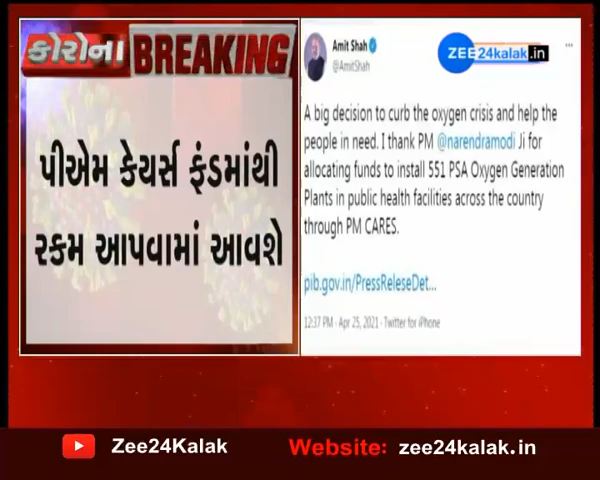 કોરોના BREAKING
પીએમ કેયર્સ ફંડમાંથી
રકમ આપવામાં આવશે
Amit Shah
@AmitShah
ZEE24kalak.in
A big decision to curb the oxygen crisis and help the
people in need. I thank PM @narendramodi Ji for
allocating funds to install 551 PSA Oxygen Generation
Plants in public health facilities across the country
through PM CARES.
pib.gov.in/PressReleseDet...
12:37 PM · Apr 25, 2021 · Twitter for iPhone
Zee24Kalak Website: zee24kalak.in